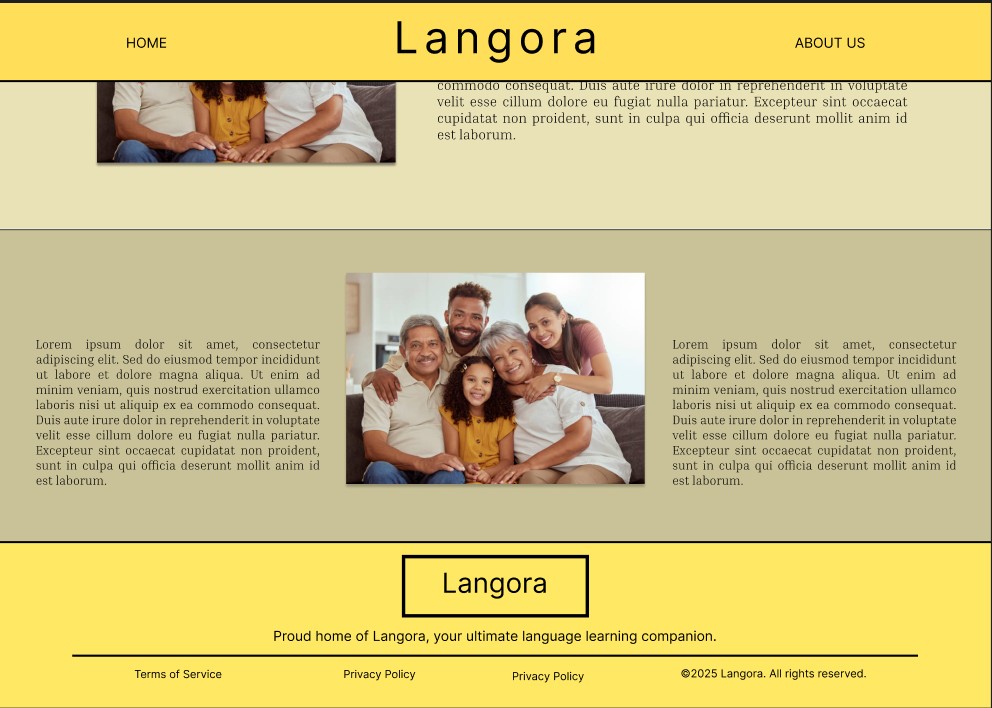 HOME
Langora
ABOUT US
commodo consequat. Duis aute irure dolor in reprehenderit in voluptate
velit esse cillum dolore eu fugiat nulla pariatur. Excepteur sint occaecat
cupidatat non proident, sunt in culpa qui officia deserunt mollit anim id
est laborum.
Lorem ipsum dolor sit amet, consectetur
adipiscing elit. Sed do eiusmod tempor incididunt
ut labore et dolore magna aliqua. Ut enim ad
minim veniam, quis nostrud exercitation ullamco
laboris nisi ut aliquip ex ea commodo consequat.
Duis aute irure dolor in reprehenderit in voluptate
velit esse cillum dolore eu fugiat nulla pariatur.
Excepteur sint occaecat cupidatat non proident,
sunt in culpa qui officia deserunt mollit anim id
est laborum.
Lorem ipsum dolor sit amet, consectetur
adipiscing elit. Sed do eiusmod tempor incididunt
ut labore et dolore magna aliqua. Ut enim ad
minim veniam, quis nostrud exercitation ullamco
laboris nisi ut aliquip ex ea commodo consequat.
Duis aute irure dolor in reprehenderit in voluptate
velit esse cillum dolore eu fugiat nulla pariatur.
Excepteur sint occaecat cupidatat non proident,
sunt in culpa qui officia deserunt mollit anim id
est laborum.
Langora
Proud home of Langora, your ultimate language learning companion.
Terms of Service
Privacy Policy
Privacy Policy
©2025 Langora. All rights reserved.